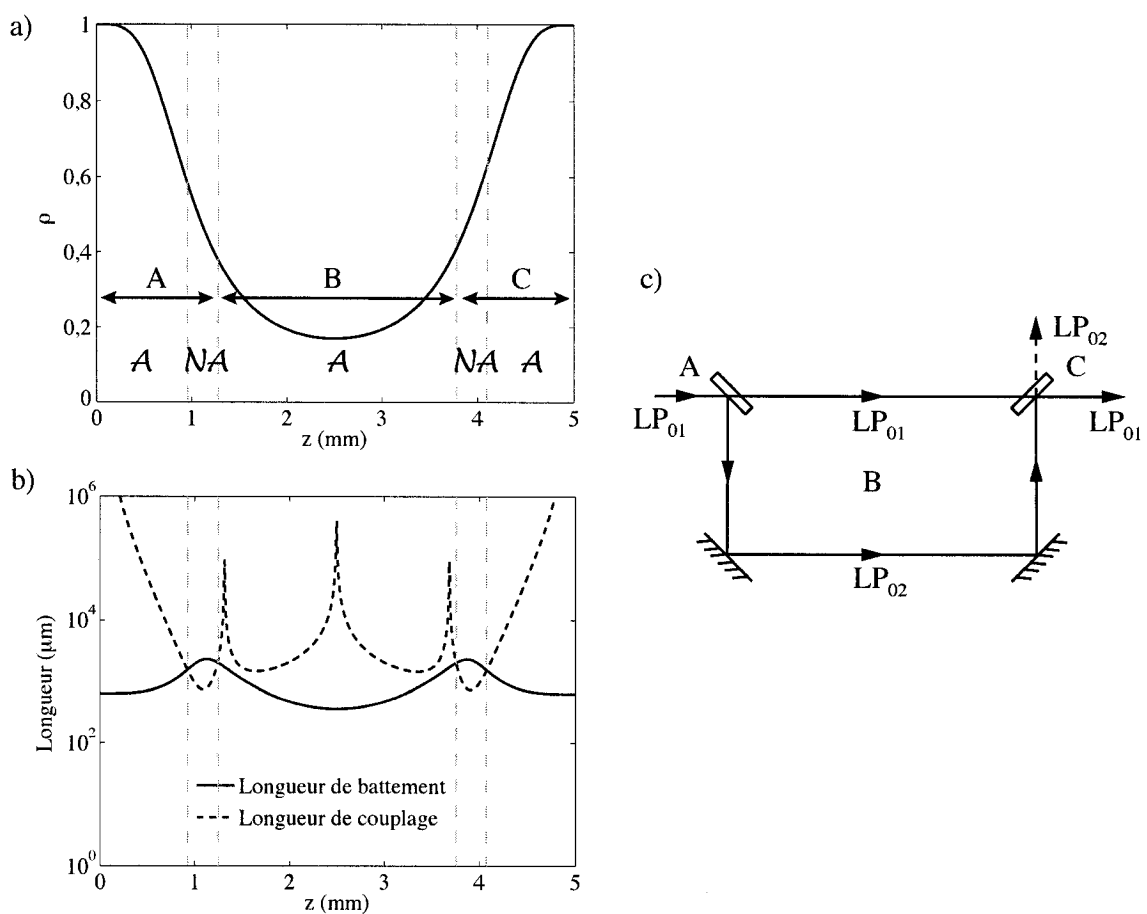 a)
1
0,8
0,6
0,4
0,2
0
ρ
A
B
C
A
NA
A
NA
A
0
1
2
3
4
5
z (mm)
b)
10^6
10^4
10^2
10^0
Longueur (µm)
Longueur de battement
Longueur de couplage
0
1
2
3
4
5
z (mm)
c)
LP02
A
C
LP01
LP01
LP01
B
LP02